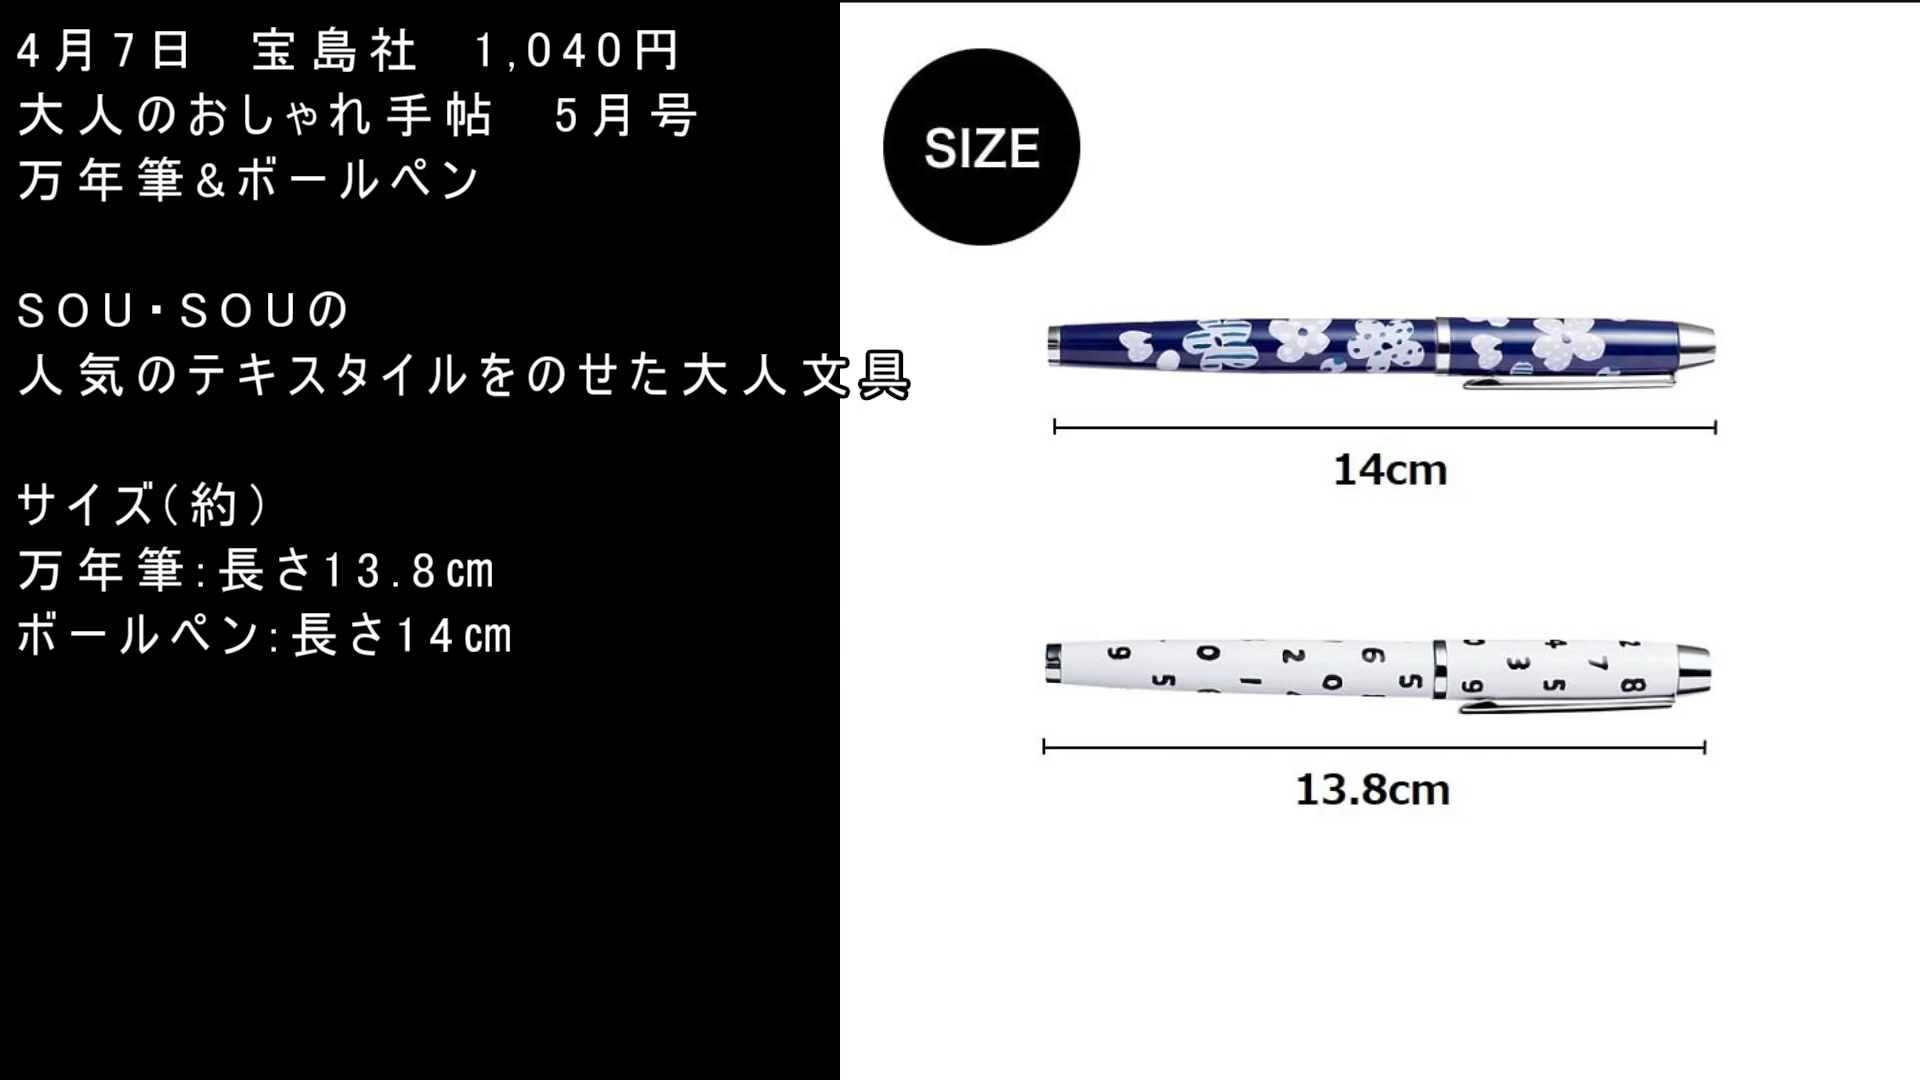 4月7日　宝島社　1,040円
大人のおしゃれ手帖　5月号
万年筆&ボールペン
SOU・SOUの
人気のテキスタイルをのせた大人文具
サイズ(約)
万年筆:長さ13.8㎝
ボールペン:長さ14㎝
SIZE
14cm
13.8cm